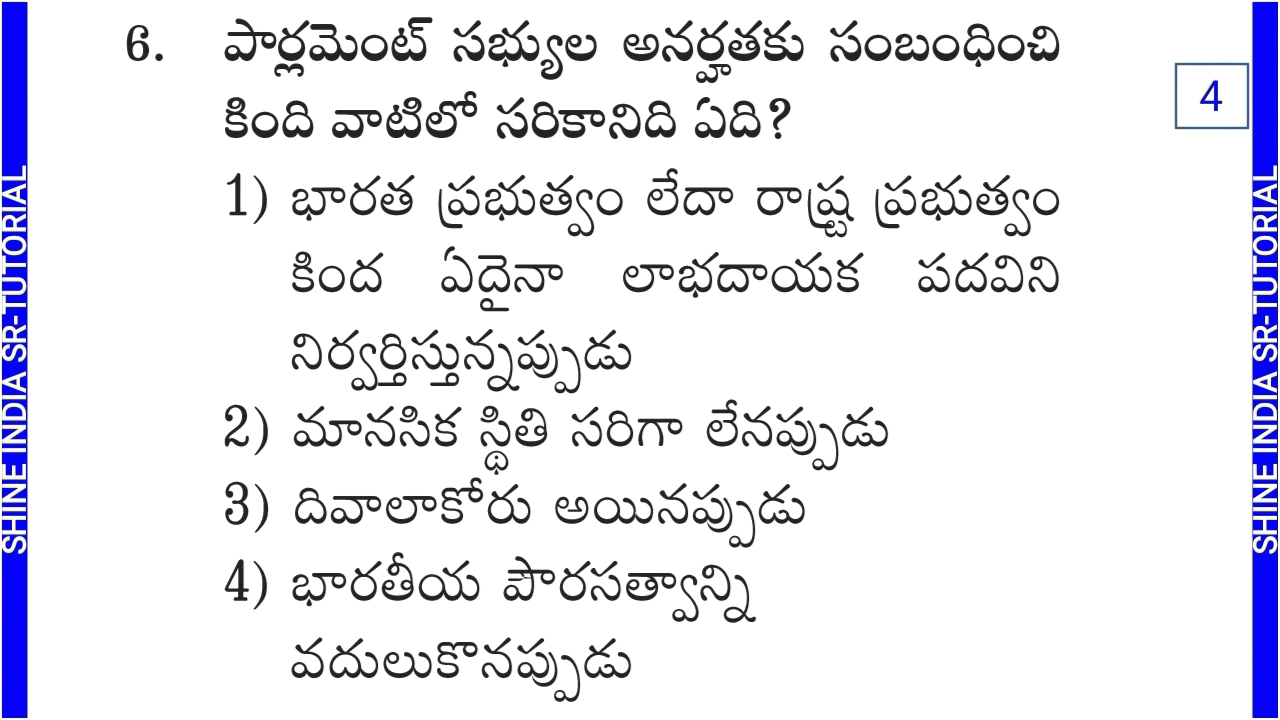 6. పార్లమెంట్ సభ్యుల అనర్హతకు సంబంధించి
కింది వాటిలో సరికానిది ఏది?
4
1) భారత ప్రభుత్వం లేదా రాష్ట్ర ప్రభుత్వం
కింద ఏదైనా లాభదాయక పదవిని
నిర్వర్తిస్తున్నప్పుడు
2) మానసిక స్థితి సరిగా లేనప్పుడు
3) దివాలాకోరు అయినప్పుడు
4) భారతీయ పౌరసత్వాన్ని
వదులుకొనప్పుడు
SHINE INDIA SR-TUTORIAL
SHINE INDIA SR-TUTORIAL